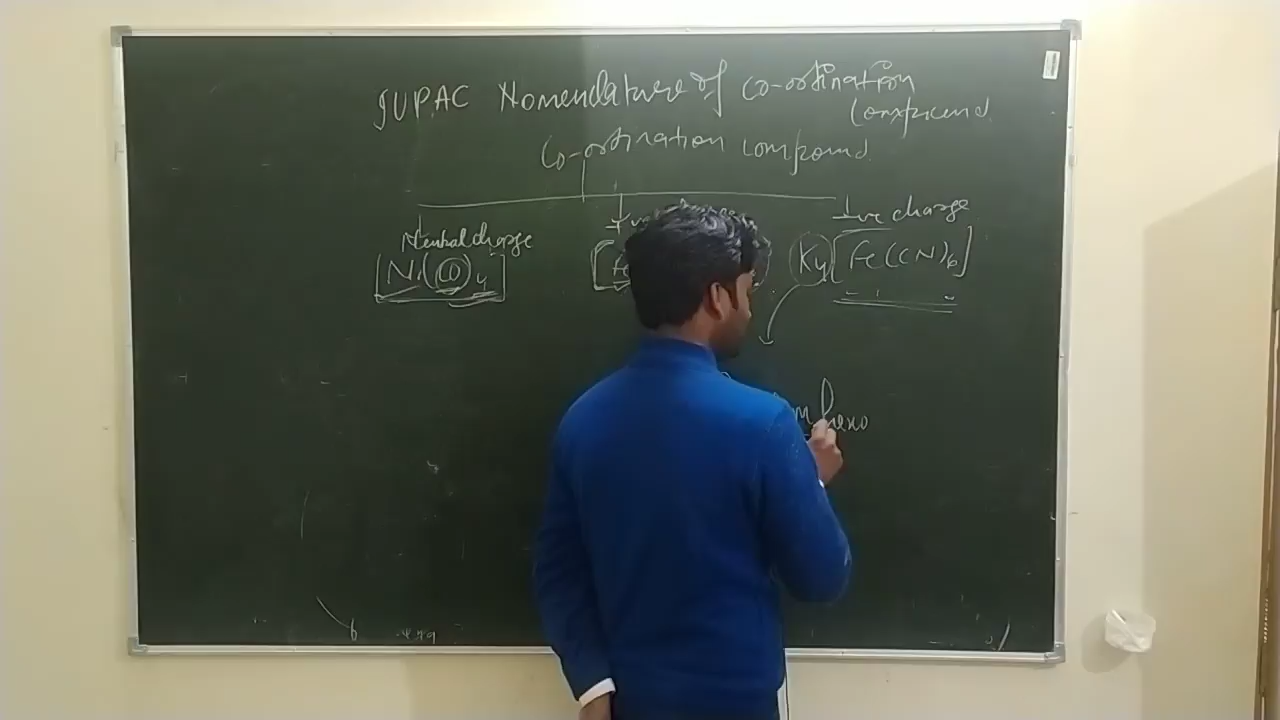 IUPAC Nomenclature of Co-ordination
Compound
Co-ordination compound
Neutral charge
-ve charge
[Ni(CO)4]
[Fe
K4[Fe(CN)6]